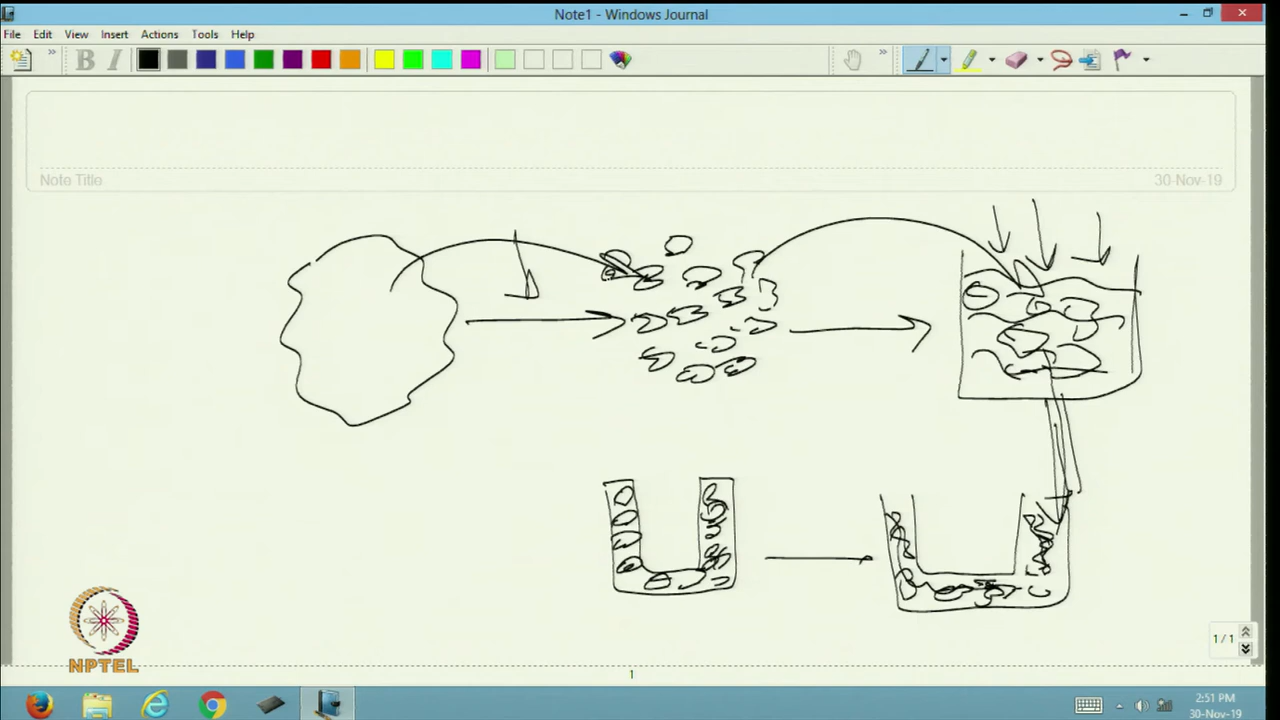 Note1 - Windows Journal
File Edit View Insert Actions Tools Help
B I
Note Title
30-Nov-19
1 / 1
NPTEL
1
2:51 PM
30-Nov-19